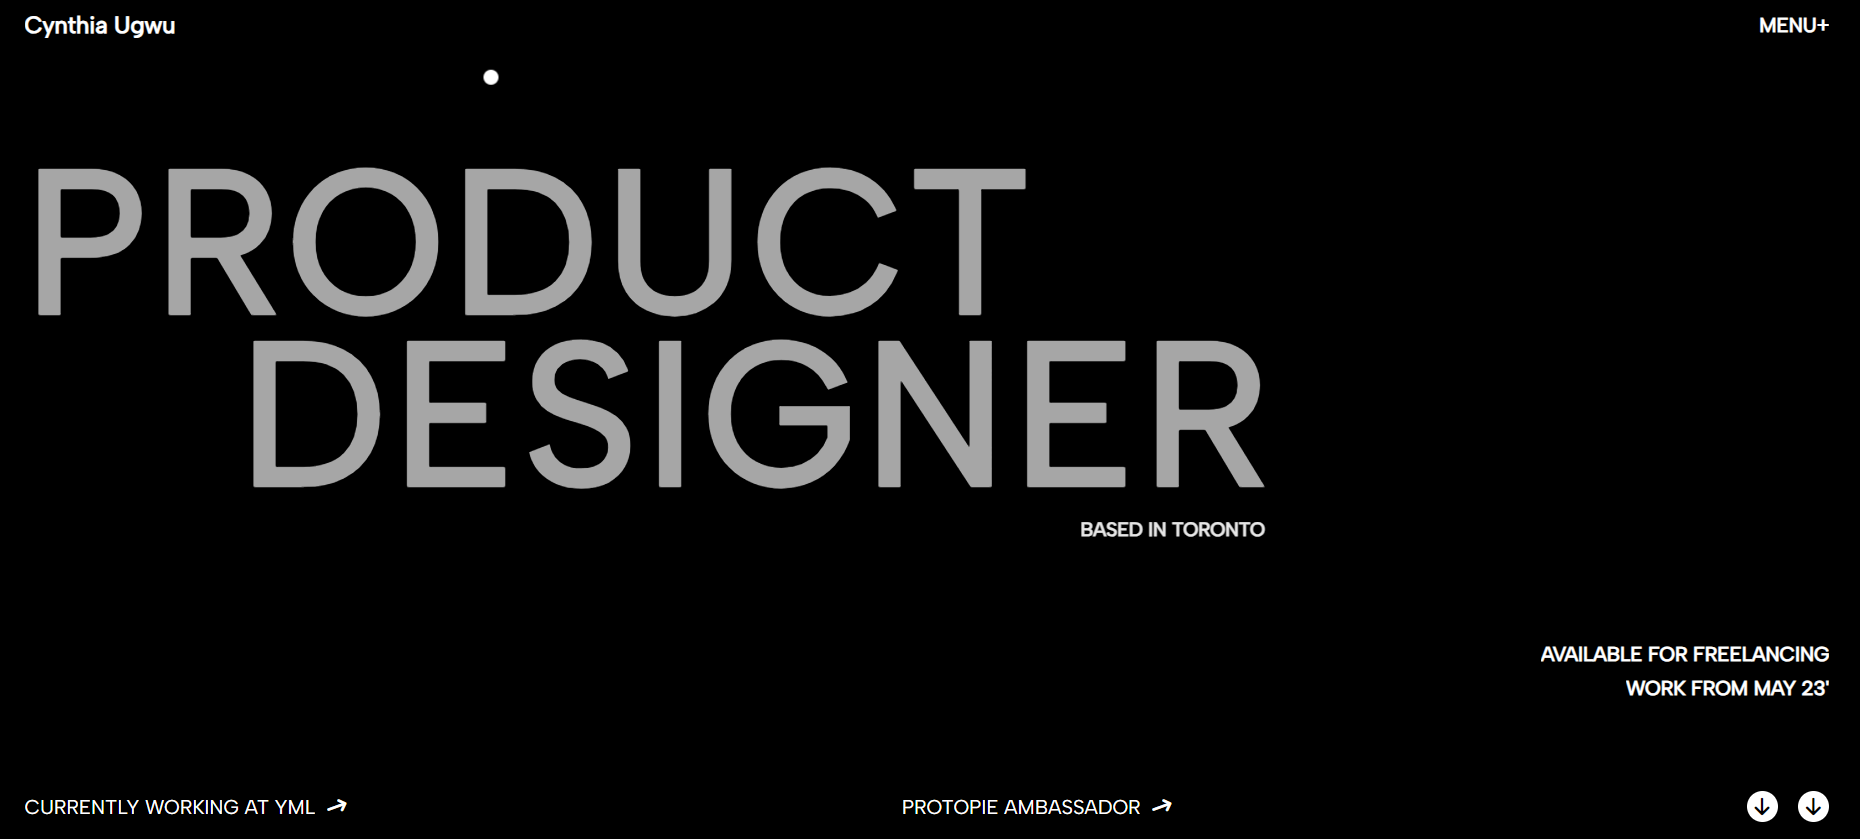 Cynthia Ugwu
MENU+
PRODUCT
DESIGNER
BASED IN TORONTO
AVAILABLE FOR FREELANCING
WORK FROM MAY 23'
CURRENTLY WORKING AT YML
PROTOPIE AMBASSADOR